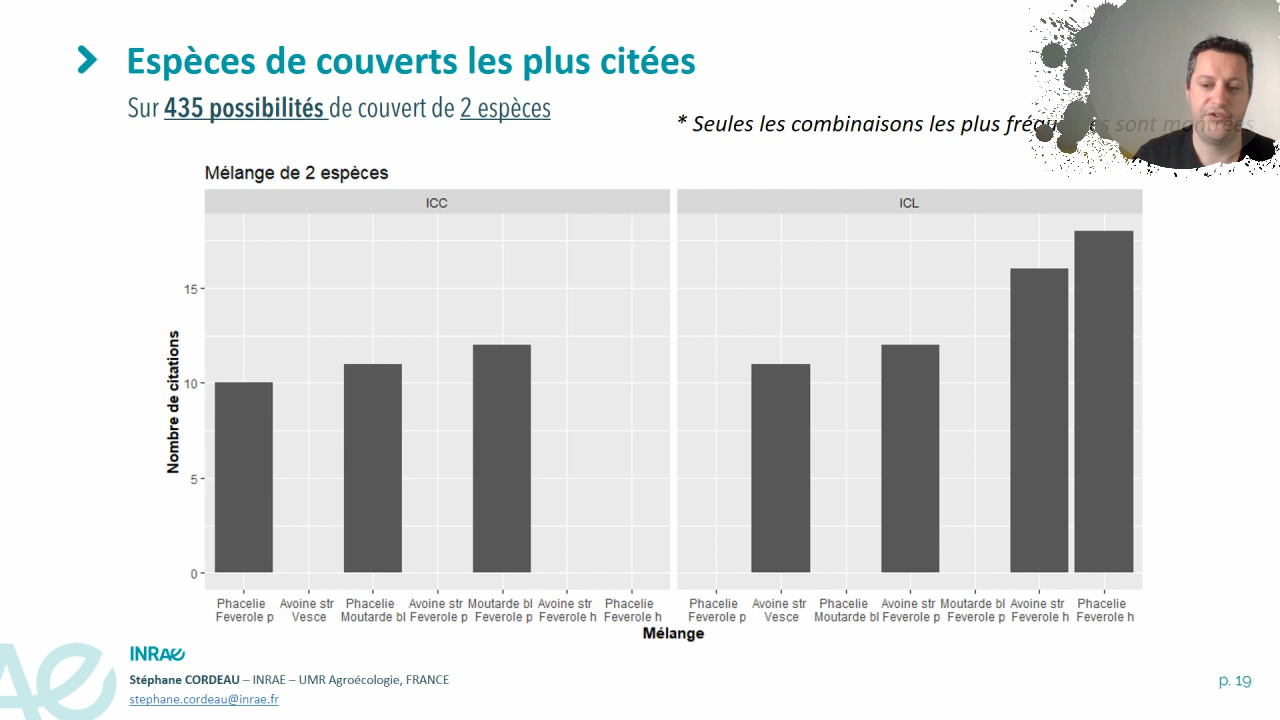 Espèces de couverts les plus citées
Sur 435 possibilités de couvert de 2 espèces
* Seules les combinaisons les plus fréquentes sont montrées
Mélange de 2 espèces
ICC
ICL
Nombre de citations
15
10
5
0
Phacelie Avoine str Phacelie Avoine str Moutarde bl Avoine str Phacelie
Feverole p Vesce Moutarde bl Feverole p Feverole p Feverole h Feverole h
Phacelie Avoine str Phacelie Avoine str Moutarde bl Avoine str Phacelie
Feverole p Vesce Moutarde bl Feverole p Feverole p Feverole h Feverole h
Mélange
INRAE
Stéphane CORDEAU – INRAE – UMR Agroécologie, FRANCE
stephane.cordeau@inrae.fr
p. 19